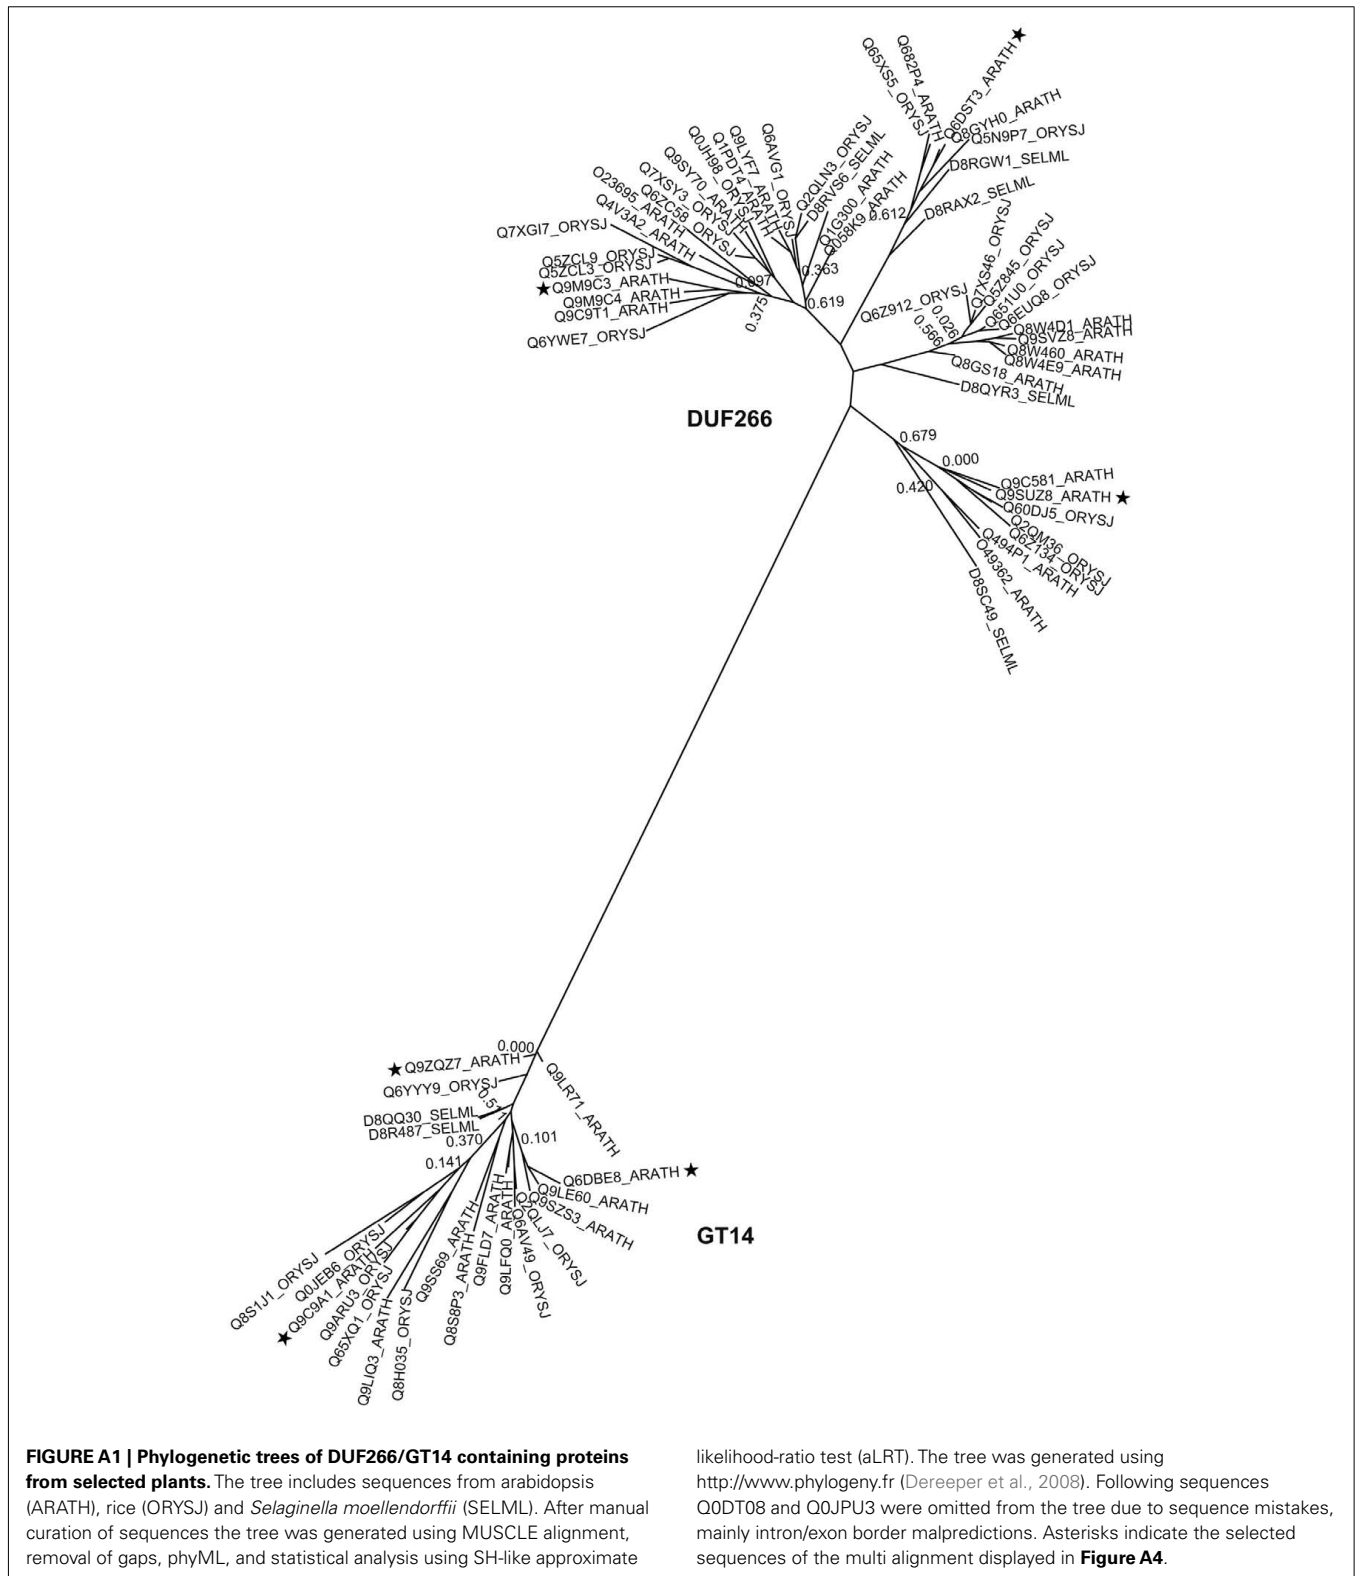 Q65XS5_ORYSJ
Q682P4_ARATH
Q6DST3_ARATH★
Q8GYH0_ARATH
Q5N9P7_ORYSJ
D8RGW1_SELML
D8RAX2_SELML
0.612
Q7XGI7_ORYSJ
Q5ZCL9_ORYSJ
Q5ZCL3_ORYSJ
★Q9M9C3_ARATH
Q9M9C4_ARATH
Q9C9T1_ARATH
Q6YWE7_ORYSJ
O23695_ARATH
Q4V3A2_ARATH
Q7XSY3_ORYSJ
Q6ZC58_ORYSJ
Q9SY70_ARATH
Q0JH98_ORYSJ
Q1PDT4_ARATH
Q9LYF7_ARATH
Q6AVG1_ORYSJ
Q2QLN3_ORYSJ
D8RVS6_SELML
Q1G300_ARATH
Q058K9_ARATH
0.363
0.097
0.375
0.619
Q6Z912_ORYSJ
Q7XS46_ORYSJ
Q5Z845_ORYSJ
Q651U0_ORYSJ
Q6EUQ8_ORYSJ
Q8W4D1_ARATH
Q9SVZ8_ARATH
Q8W460_ARATH
Q8W4E9_ARATH
Q8GS18_ARATH
D8QYR3_SELML
0.026
0.566
DUF266
0.679
0.000
0.420
Q9C581_ARATH
Q9SUZ8_ARATH★
Q60DJ5_ORYSJ
Q2QM36_ORYSJ
Q6Z134_ORYSJ
Q494P1_ARATH
O49362_ARATH
D8SC49_SELML
0.000
★Q9ZQZ7_ARATH
Q9LR71_ARATH
Q6YYY9_ORYSJ
D8QQ30_SELML
D8R487_SELML
0.370
0.101
0.141
Q6DBE8_ARATH★
Q9LE60_ARATH
Q9SZS3_ARATH
Q2QLJ7_ORYSJ
Q6AV49_ORYSJ
Q9LFQ0_ARATH
Q9FLD7_ARATH
Q8S8P3_ARATH
Q9SS69_ARATH
GT14
Q8S1J1_ORYSJ
Q0JEB6_ORYSJ
★Q9C9A1_ARATH
Q9ARU3_ORYSJ
Q65XQ1_ORYSJ
Q9LIQ3_ARATH
Q8H035_ORYSJ
FIGURE A1 | Phylogenetic trees of DUF266/GT14 containing proteins
from selected plants. The tree includes sequences from arabidopsis
(ARATH), rice (ORYSJ) and Selaginella moellendorffii (SELML). After manual
curation of sequences the tree was generated using MUSCLE alignment,
removal of gaps, phyML, and statistical analysis using SH-like approximate
likelihood-ratio test (aLRT). The tree was generated using
http://www.phylogeny.fr (Dereeper et al., 2008). Following sequences
Q0DT08 and Q0JPU3 were omitted from the tree due to sequence mistakes,
mainly intron/exon border malpredictions. Asterisks indicate the selected
sequences of the multi alignment displayed in Figure A4.